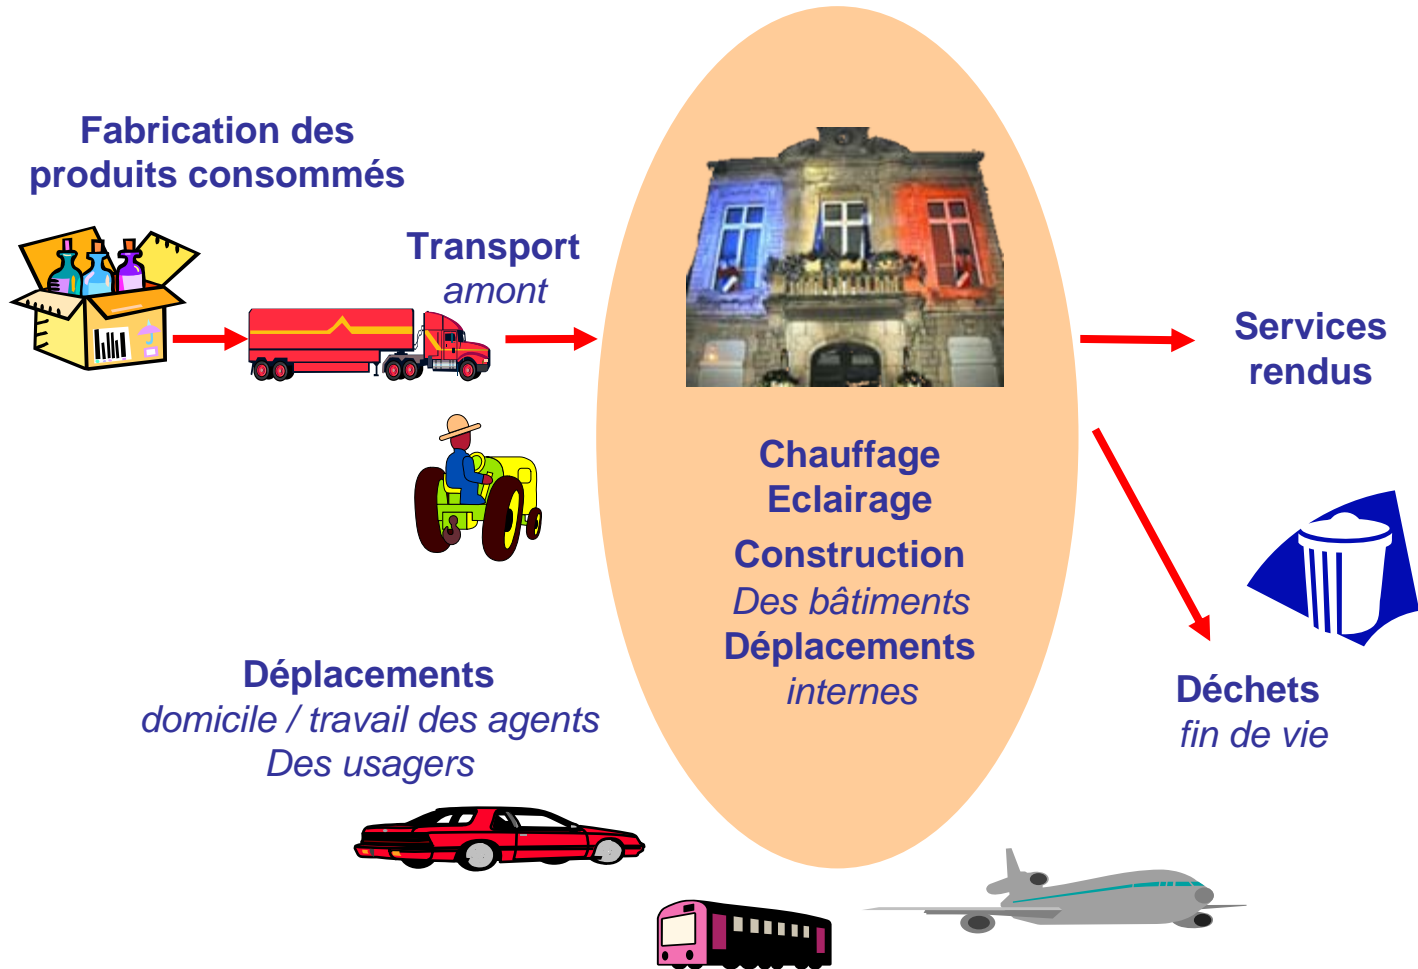 Fabrication des
produits consommés
Transport
amont
Chauffage
Eclairage
Construction
Des bâtiments
Déplacements
internes
Services
rendus
Déplacements
domicile / travail des agents
Des usagers
Déchets
fin de vie